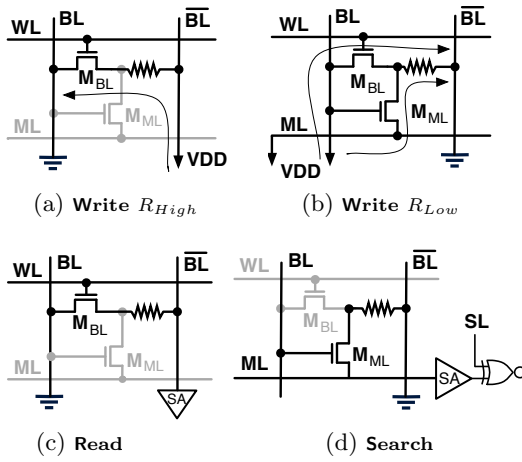 BL
BL
WL
M_BL
M_ML
ML
VDD
(a) Write R_High
BL
BL
WL
M_BL
M_ML
ML
VDD
(b) Write R_Low
BL
BL
WL
M_BL
M_ML
ML
SA
(c) Read
BL
BL
WL
M_BL
M_ML
SL
ML
SA
(d) Search